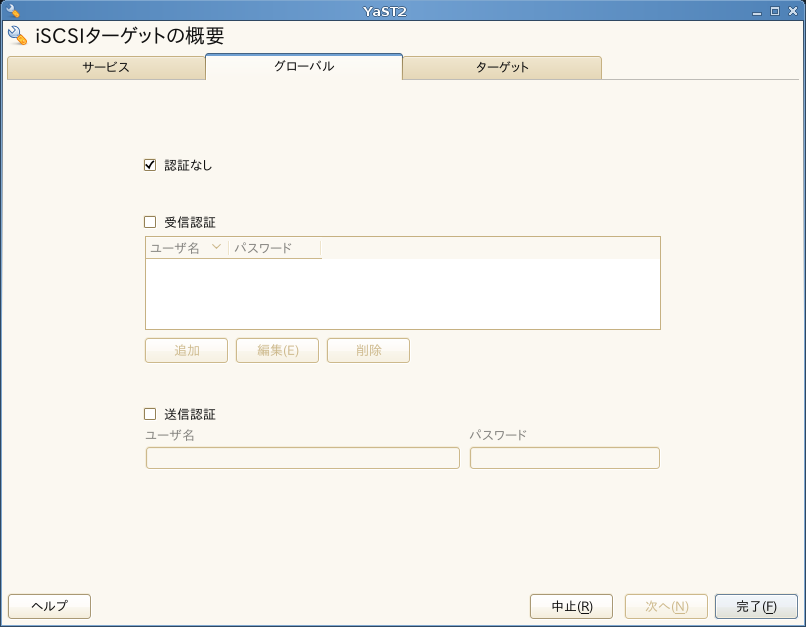 YaST2
iSCSIターゲットの概要
サービス グローバル ターゲット
認証なし
受信認証
ユーザ名 パスワード
追加 編集(E) 削除
送信認証
ユーザ名 パスワード
ヘルプ 中止(R) 次へ(N) 完了(F)